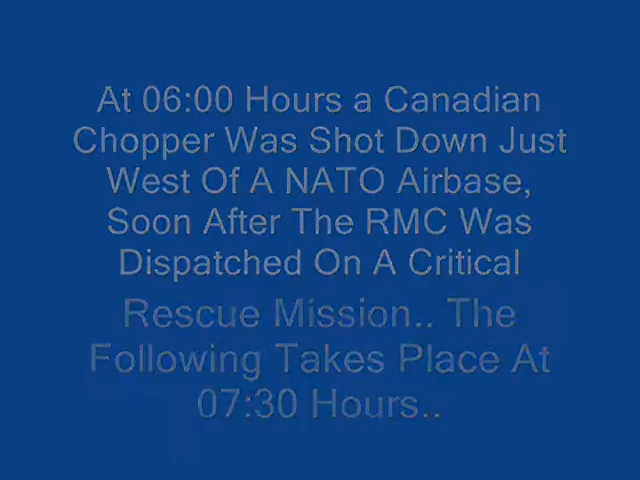 At 06:00 Hours a Canadian
Chopper Was Shot Down Just
West Of A NATO Airbase,
Soon After The RMC Was
Dispatched On A Critical
Rescue Mission.. The
Following Takes Place At
07:30 Hours..